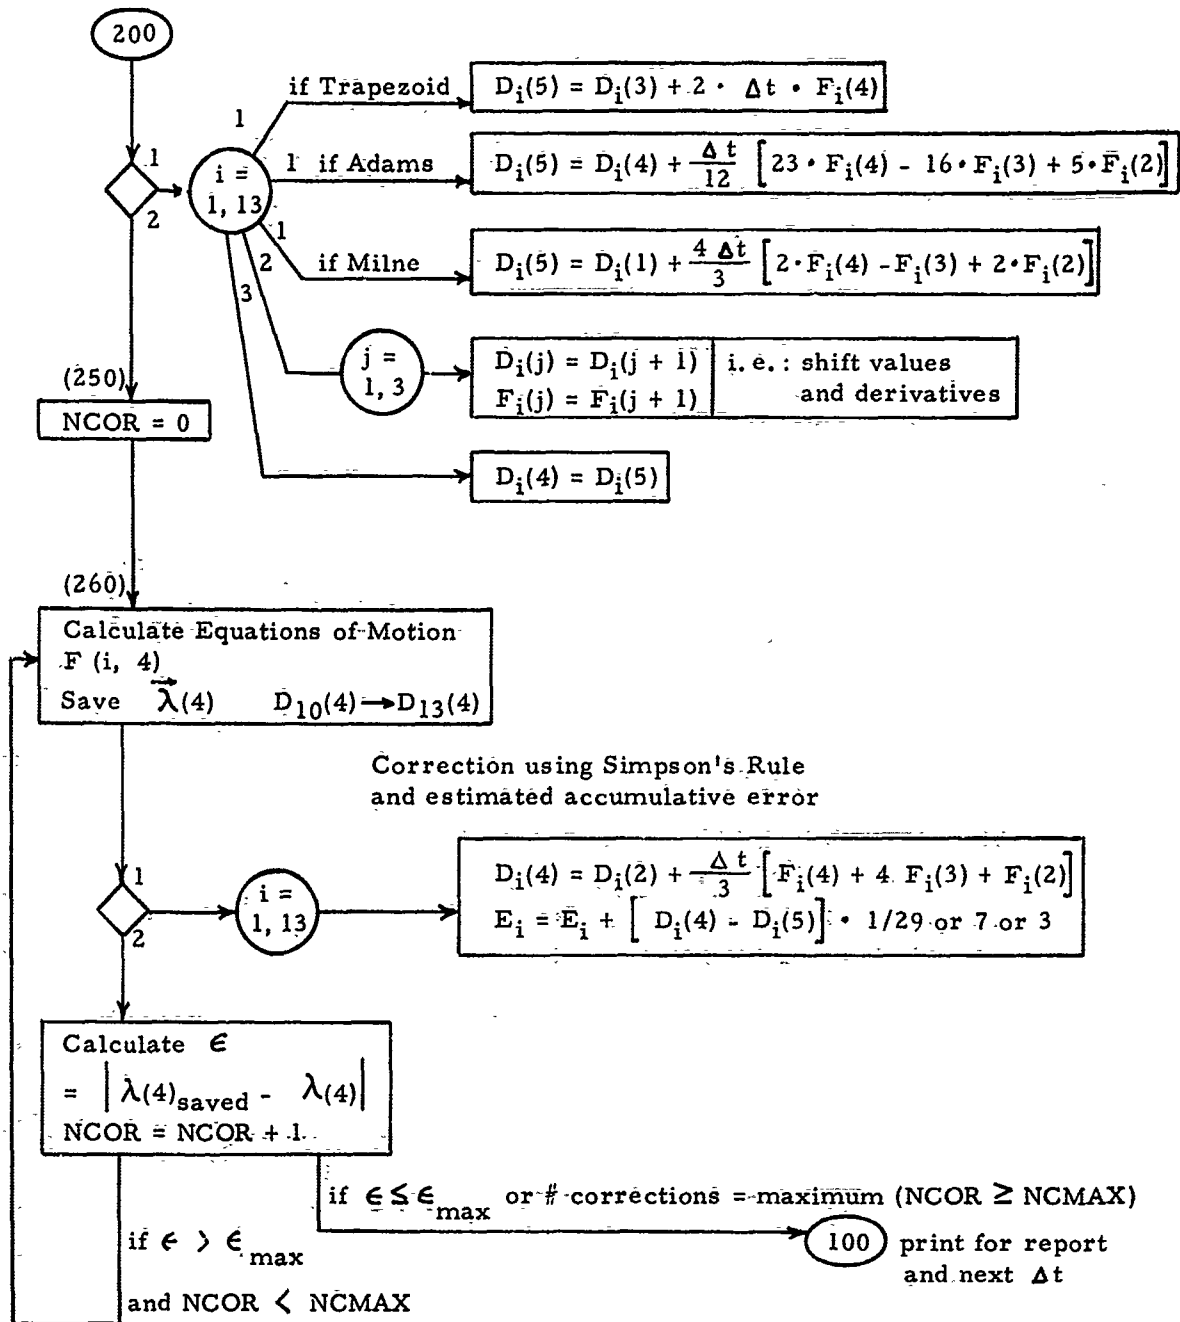 200
if Trapezoid
D_i(5) = D_i(3) + 2 · Δt · F_i(4)
1
1
2
i =
1, 13
1 if Adams
D_i(5) = D_i(4) + Δt/12 [23 · F_i(4) - 16 · F_i(3) + 5 · F_i(2)]
1
if Milne
D_i(5) = D_i(1) + 4 Δt/3 [2 · F_i(4) - F_i(3) + 2 · F_i(2)]
2
3
j =
1, 3
D_i(j) = D_i(j + 1)
F_i(j) = F_i(j + 1)
i. e. : shift values
and derivatives
(250)
NCOR = 0
D_i(4) = D_i(5)
(260)
Calculate Equations of Motion
F (i, 4)
Save λ⃗(4) D_10(4) → D_13(4)
Correction using Simpson's Rule
and estimated accumulative error
1
2
i =
1, 13
D_i(4) = D_i(2) + Δt/3 [F_i(4) + 4 F_i(3) + F_i(2)]
E_i = E_i + [ D_i(4) - D_i(5)] · 1/29 or 7 or 3
Calculate ϵ
= | λ(4)_saved - λ(4)|
NCOR = NCOR + 1
if ϵ ≤ ϵ_max or # corrections = maximum (NCOR ≥ NCMAX)
100 print for report
and next Δt
if ϵ > ϵ_max
and NCOR < NCMAX